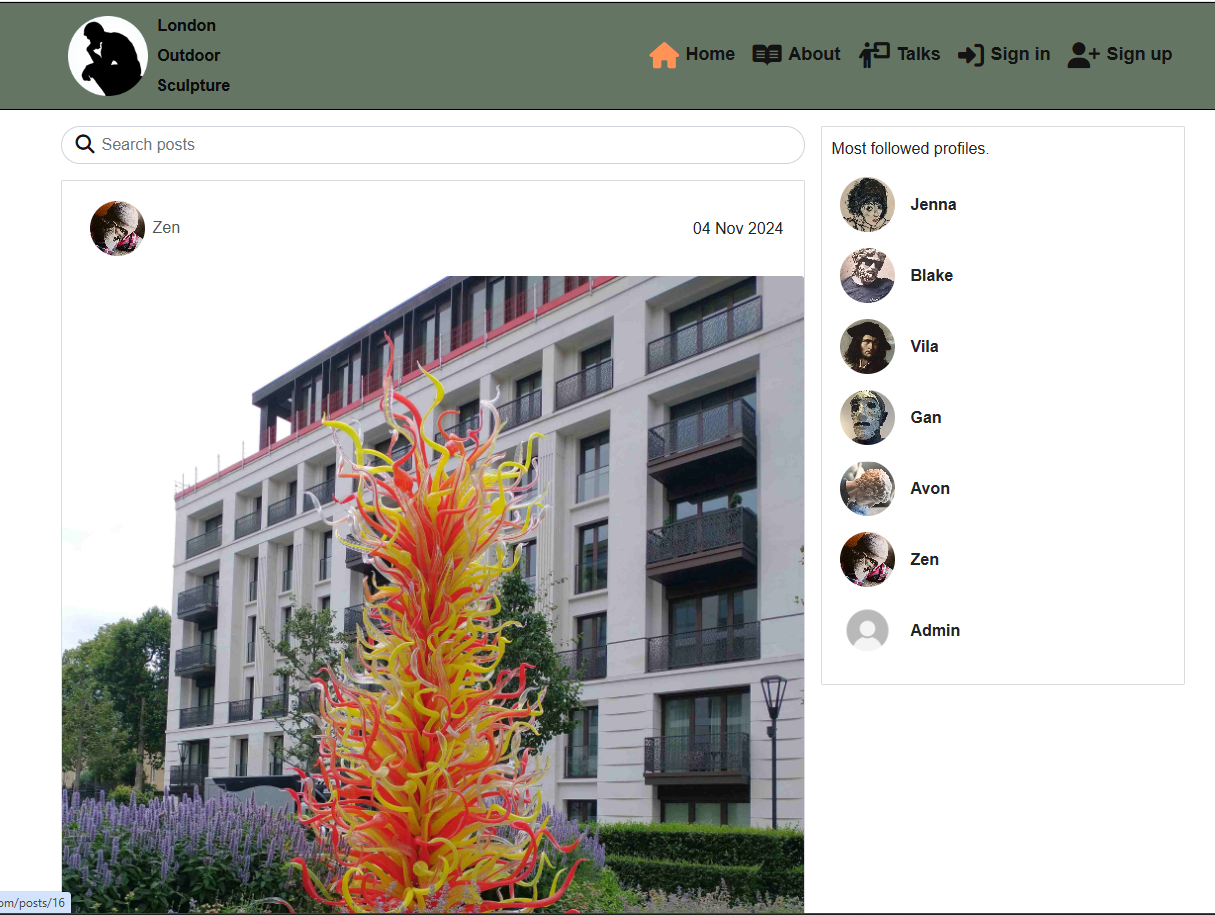 London
Outdoor
Sculpture
Home
About
Talks
Sign in
Sign up
Search posts
Most followed profiles.
Zen
04 Nov 2024
Jenna
Blake
Vila
Gan
Avon
Zen
Admin
om/posts/16